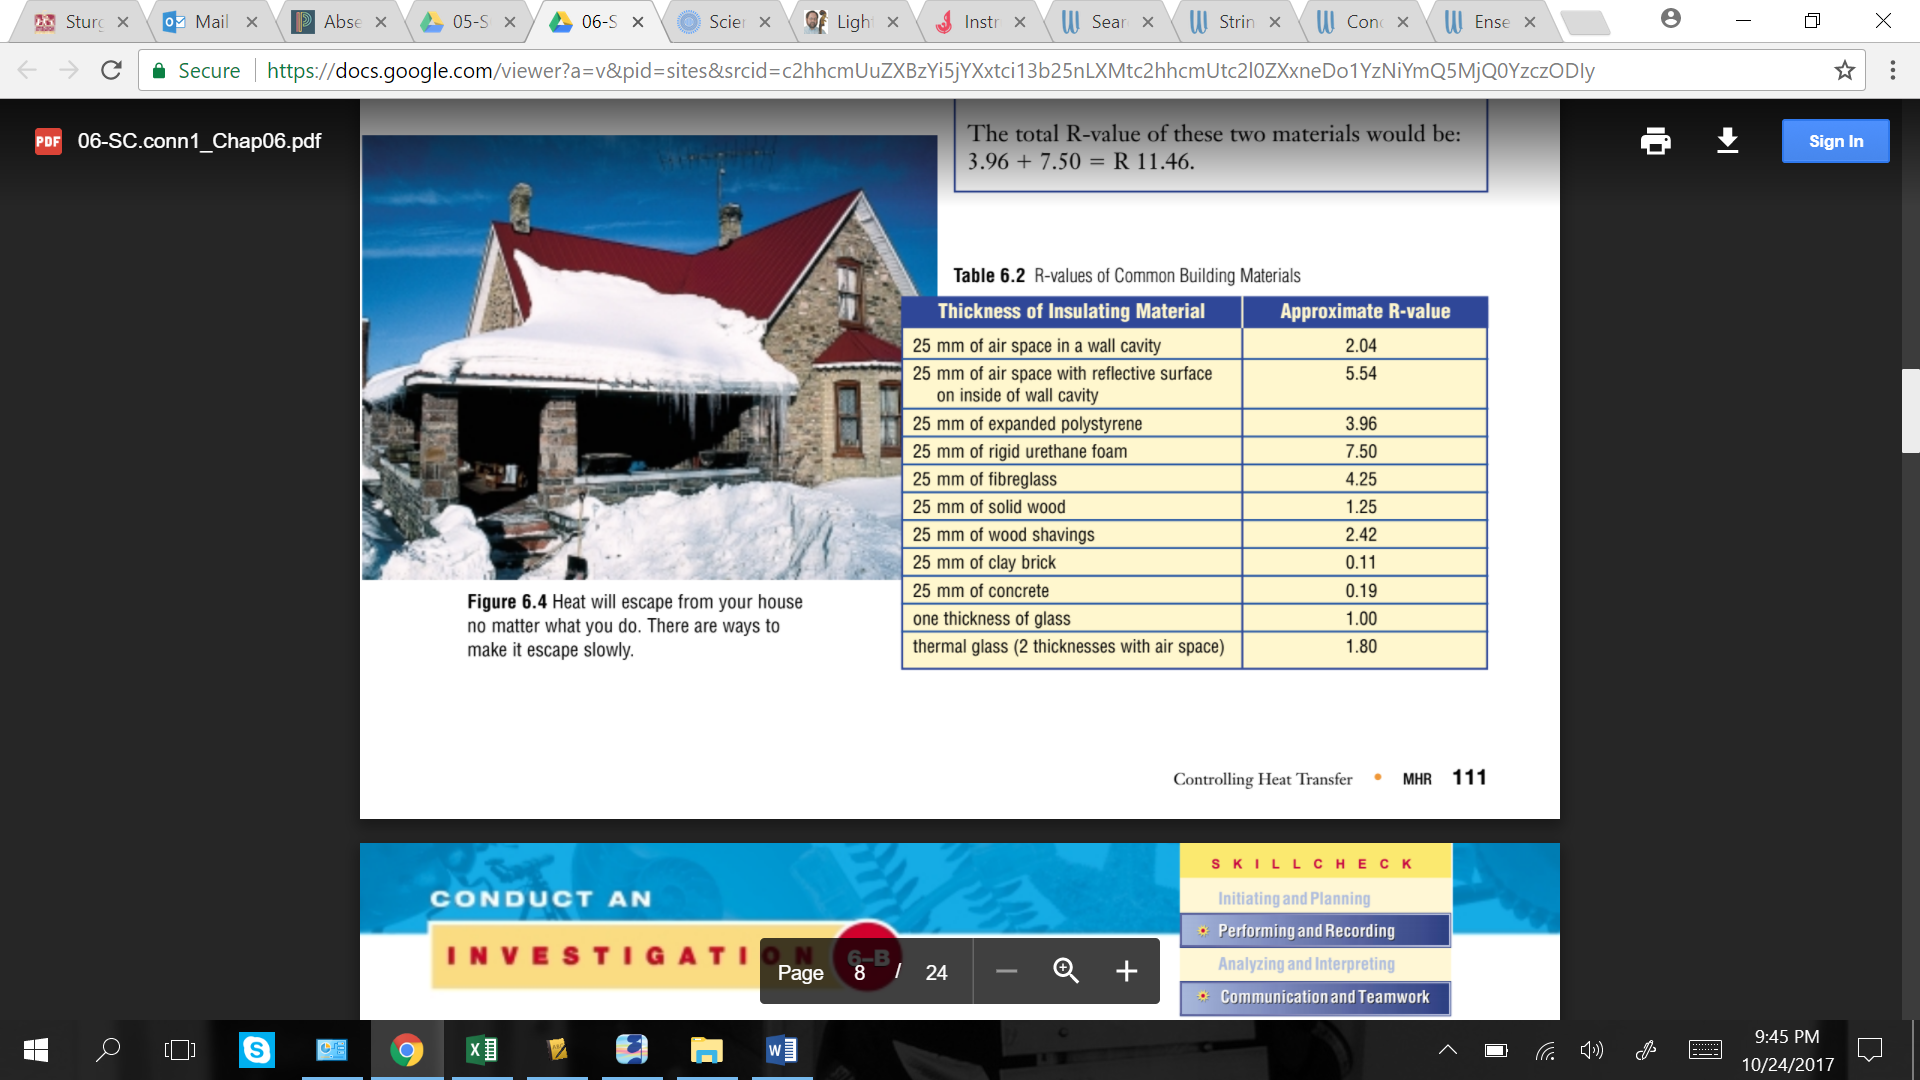 Sturg
Mail
Abse
05-S
06-S
Scier
Light
Instr
Sear
Strin
Conc
Ense
Secure
https://docs.google.com/viewer?a=v&pid=sites&srcid=c2hhcmUuZXBzYi5jYXxtci13b25nLXMtc2hhcmUtc2l0ZXxneDo1YzNiYmQ5MjQ0YzczODIy
PDF
06-SC.conn1_Chap06.pdf
Sign In
The total R-value of these two materials would be:
3.96 + 7.50 = R 11.46.
Table 6.2 R-values of Common Building Materials
Thickness of Insulating Material Approximate R-value
25 mm of air space in a wall cavity 2.04
25 mm of air space with reflective surface 5.54
on inside of wall cavity
25 mm of expanded polystyrene 3.96
25 mm of rigid urethane foam 7.50
25 mm of fibreglass 4.25
25 mm of solid wood 1.25
25 mm of wood shavings 2.42
25 mm of clay brick 0.11
25 mm of concrete 0.19
one thickness of glass 1.00
thermal glass (2 thicknesses with air space) 1.80
Figure 6.4 Heat will escape from your house
no matter what you do. There are ways to
make it escape slowly.
Controlling Heat Transfer • MHR 111
CONDUCT AN
INVESTIGATION 6–B
SKILLCHECK
Initiating and Planning
Performing and Recording
Analyzing and Interpreting
Communication and Teamwork
Page 8 / 24
9:45 PM
10/24/2017